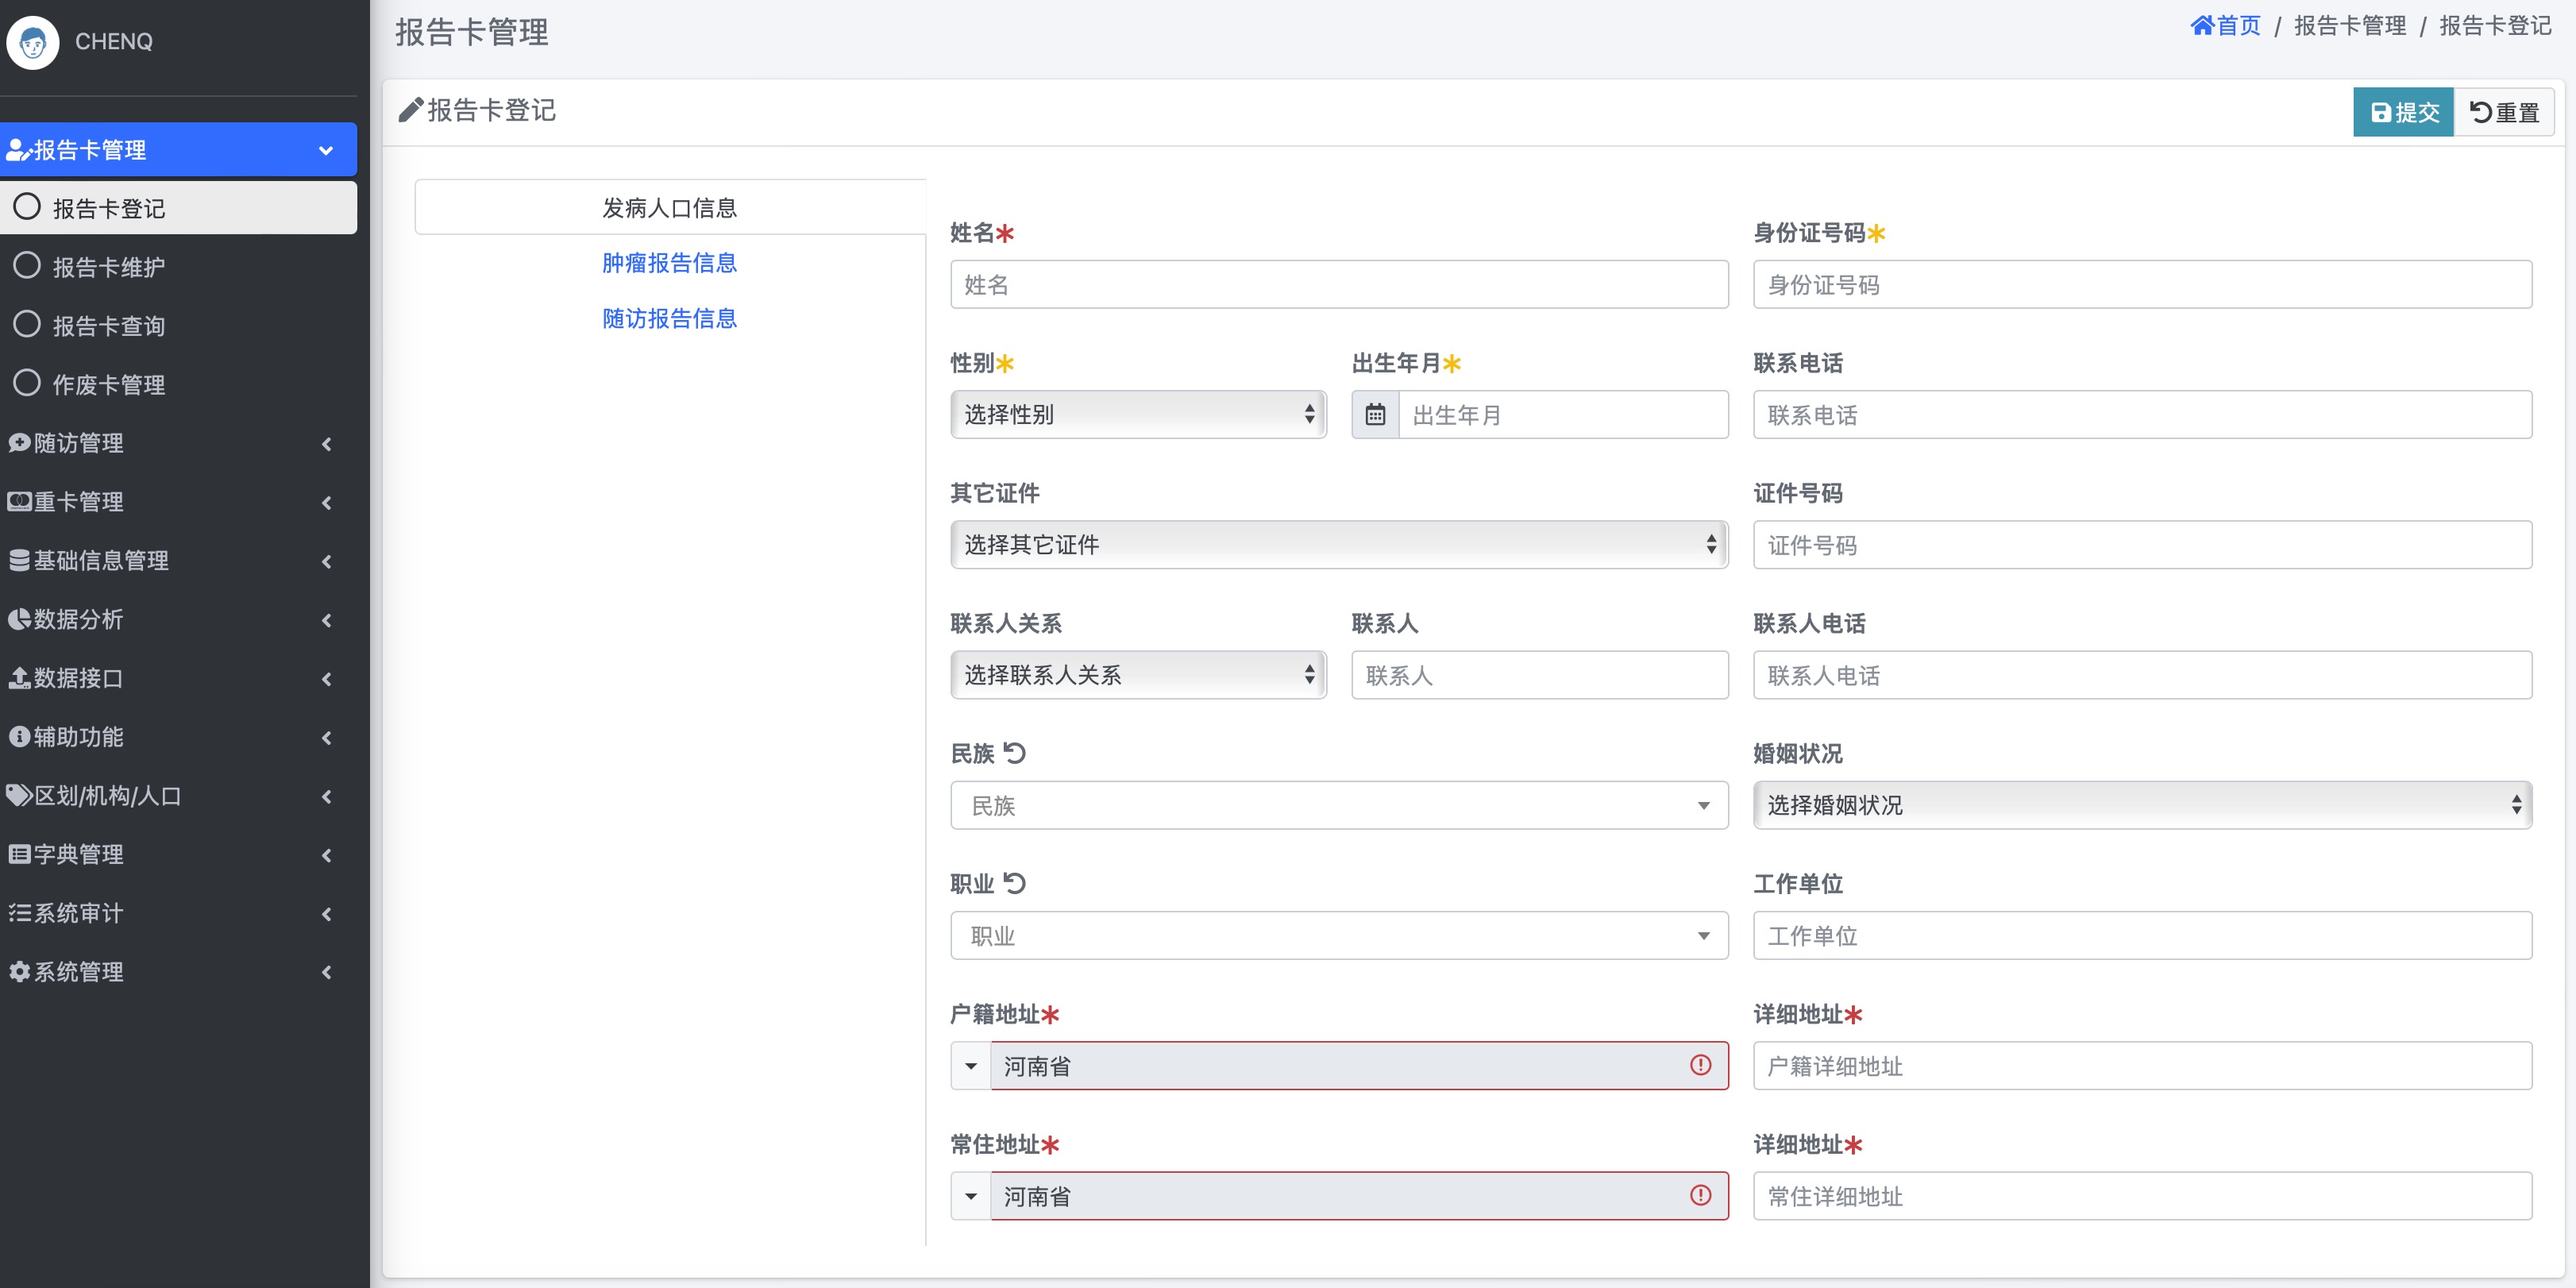 CHENQ
报告卡管理
报告卡登记
报告卡维护
报告卡查询
作废卡管理
随访管理
重卡管理
基础信息管理
数据分析
数据接口
辅助功能
区划/机构/人口
字典管理
系统审计
系统管理
报告卡管理
首页 / 报告卡管理 / 报告卡登记
报告卡登记
提交 重置
发病人口信息
肿瘤报告信息
随访报告信息
姓名* 身份证号码*
姓名 身份证号码
性别* 出生年月* 联系电话
选择性别 出生年月 联系电话
其它证件 证件号码
选择其它证件 证件号码
联系人关系 联系人 联系人电话
选择联系人关系 联系人 联系人电话
民族 婚姻状况
民族 选择婚姻状况
职业 工作单位
职业 工作单位
户籍地址* 详细地址*
河南省 户籍详细地址
常住地址* 详细地址*
河南省 常住详细地址